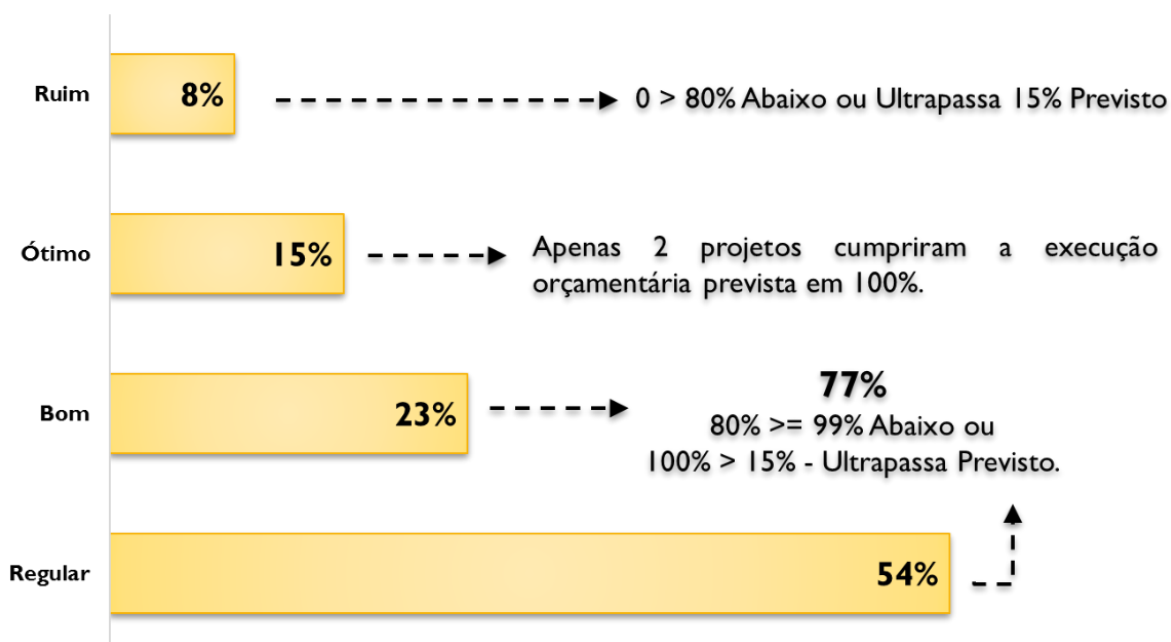 Ruim
8%
0 > 80% Abaixo ou Ultrapassa 15% Previsto
Ótimo
15%
Apenas 2 projetos cumpriram a execução
orçamentária prevista em 100%.
Bom
23%
77%
80% >= 99% Abaixo ou
100% > 15% - Ultrapassa Previsto.
Regular
54%